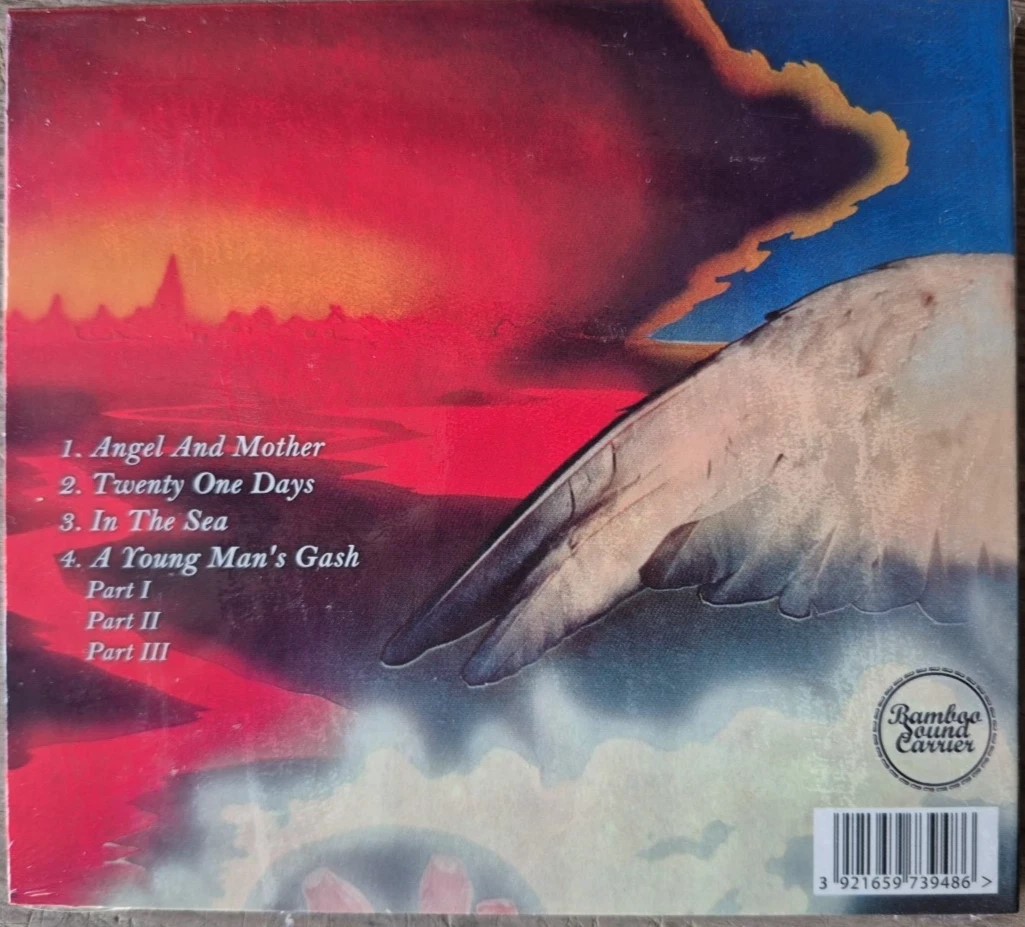 1. Angel And Mother
2. Twenty One Days
3. In The Sea
4. A Young Man's Gash
Part I
Part II
Part III
Bamboo
Sound
Carrier
3 921659 739486 >